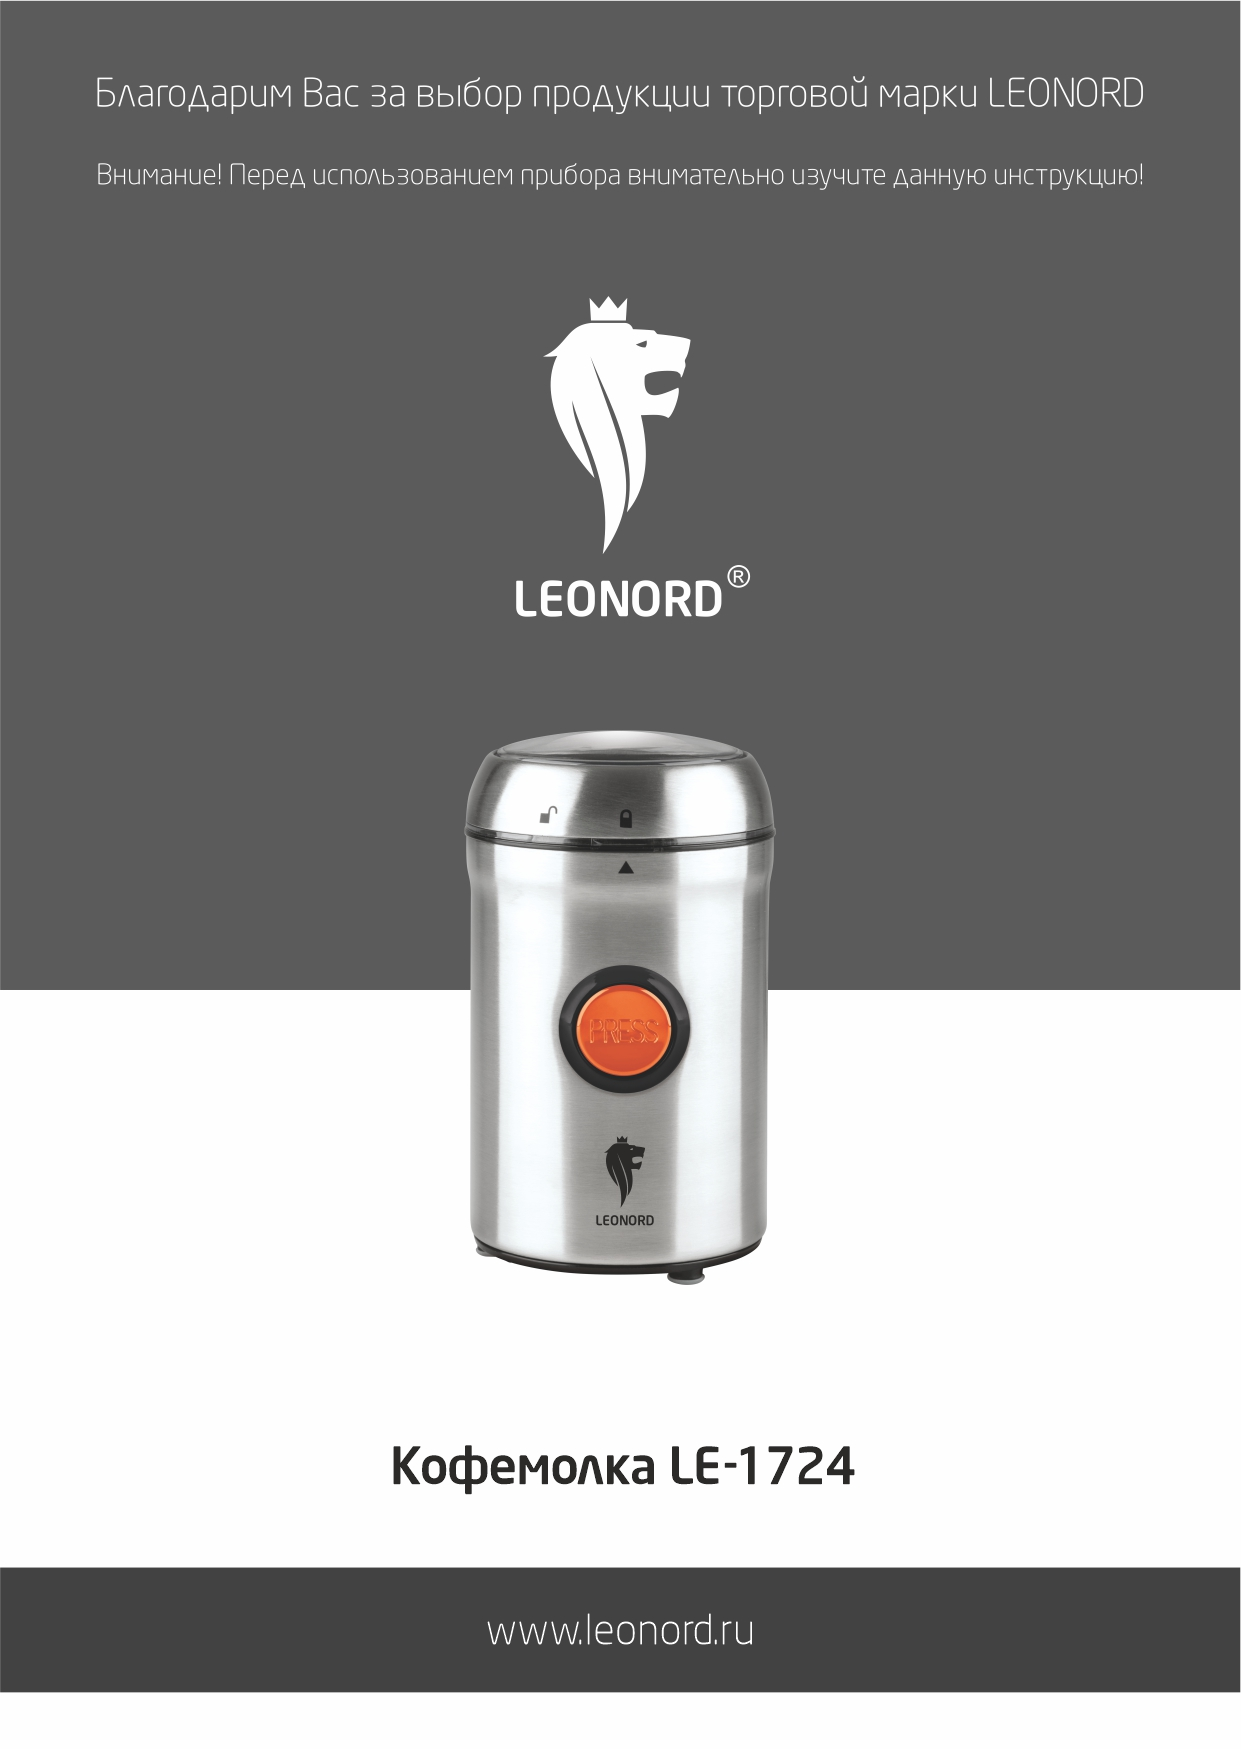 Благодарим Вас за выбор продукции торговой марки LEONORD
Внимание! Перед использованием прибора внимательно изучите данную инструкцию!
LEONORD®
PRESS
LEONORD
Кофемолка LE-1724
www.leonord.ru